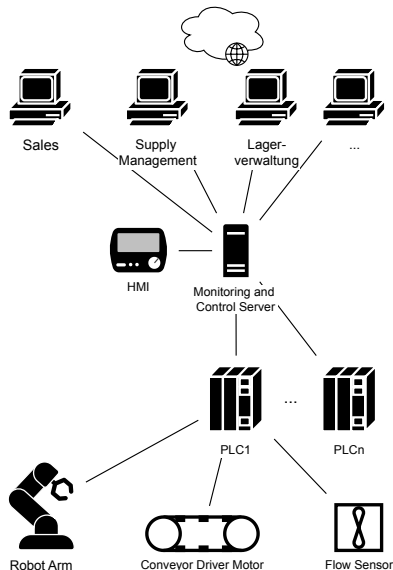 Sales
Supply
Management
Lager-
verwaltung
...
HMI
Monitoring and
Control Server
...
PLC1
PLCn
Robot Arm
Conveyor Driver Motor
Flow Sensor